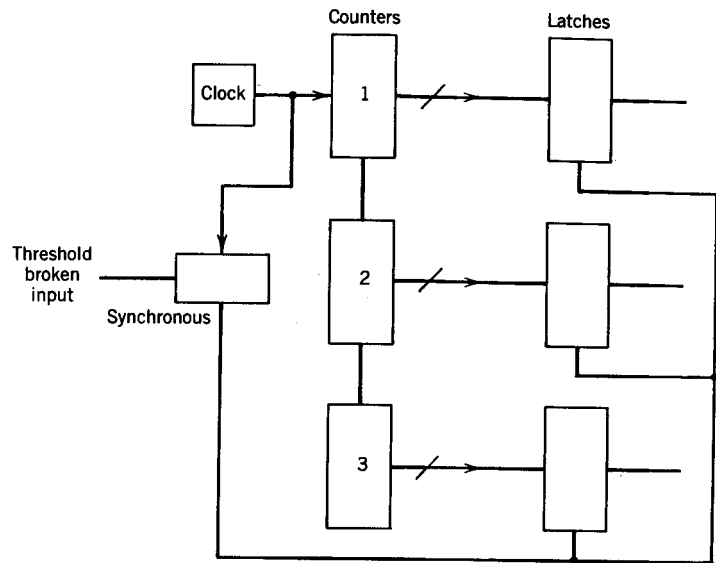 Counters
Latches
Clock
1
Threshold
broken
input
2
Synchronous
3